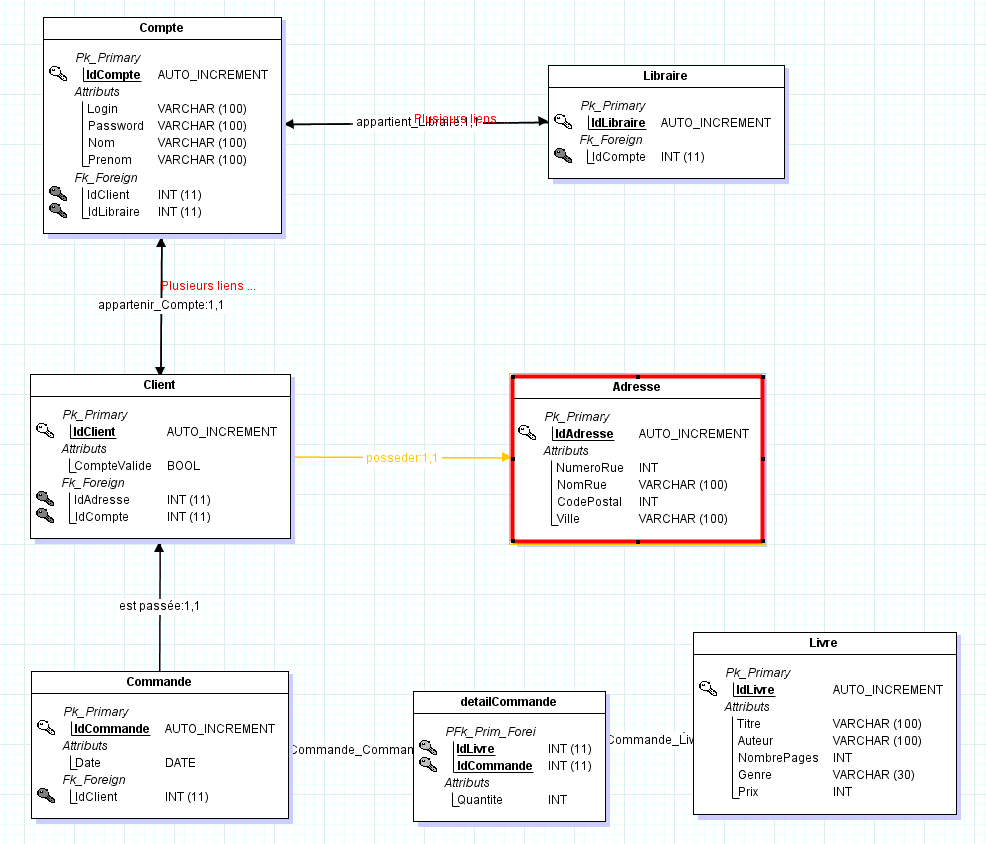 Compte
Pk_Primary
IdCompte AUTO_INCREMENT
Attributs
Login VARCHAR (100)
Password VARCHAR (100)
Nom VARCHAR (100)
Prenom VARCHAR (100)
Fk_Foreign
IdClient INT (11)
IdLibraire INT (11)
appartient_Libraire:1,1
Plusieurs liens ...
Libraire
Pk_Primary
IdLibraire AUTO_INCREMENT
Fk_Foreign
IdCompte INT (11)
Plusieurs liens ...
appartenir_Compte:1,1
Client
Pk_Primary
IdClient AUTO_INCREMENT
Attributs
CompteValide BOOL
Fk_Foreign
IdAdresse INT (11)
IdCompte INT (11)
posseder:1,1
Adresse
Pk_Primary
IdAdresse AUTO_INCREMENT
Attributs
NumeroRue INT
NomRue VARCHAR (100)
CodePostal INT
Ville VARCHAR (100)
est passée:1,1
Commande
Pk_Primary
IdCommande AUTO_INCREMENT
Attributs
Date DATE
Fk_Foreign
IdClient INT (11)
Commande_Comman
detailCommande
PFk_Prim_Forei
IdLivre INT (11)
IdCommande INT (11)
Attributs
Quantite INT
Commande_Liv
Livre
Pk_Primary
IdLivre AUTO_INCREMENT
Attributs
Titre VARCHAR (100)
Auteur VARCHAR (100)
NombrePages INT
Genre VARCHAR (30)
Prix INT